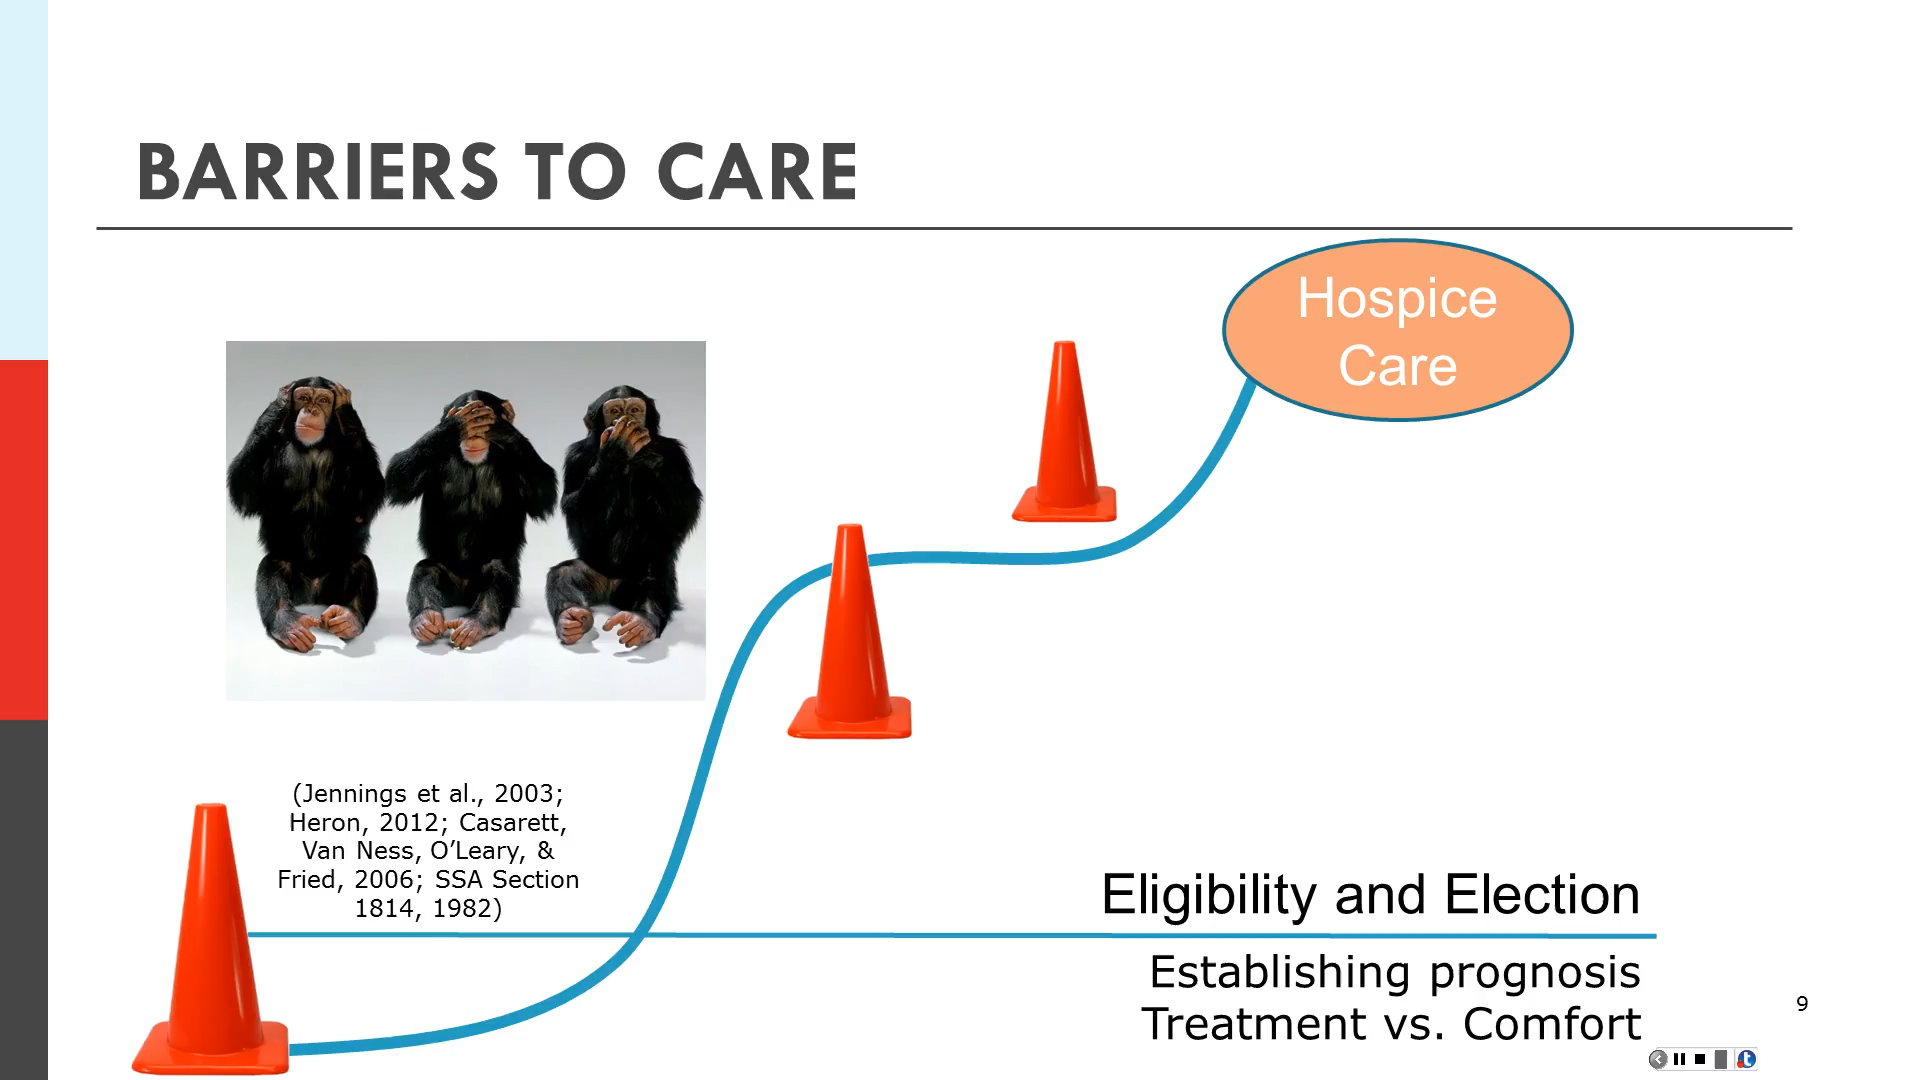 BARRIERS TO CARE
Hospice
Care
(Jennings et al., 2003;
Heron, 2012; Casarett,
Van Ness, O’Leary, &
Fried, 2006; SSA Section
1814, 1982)
Eligibility and Election
Establishing prognosis
Treatment vs. Comfort
9